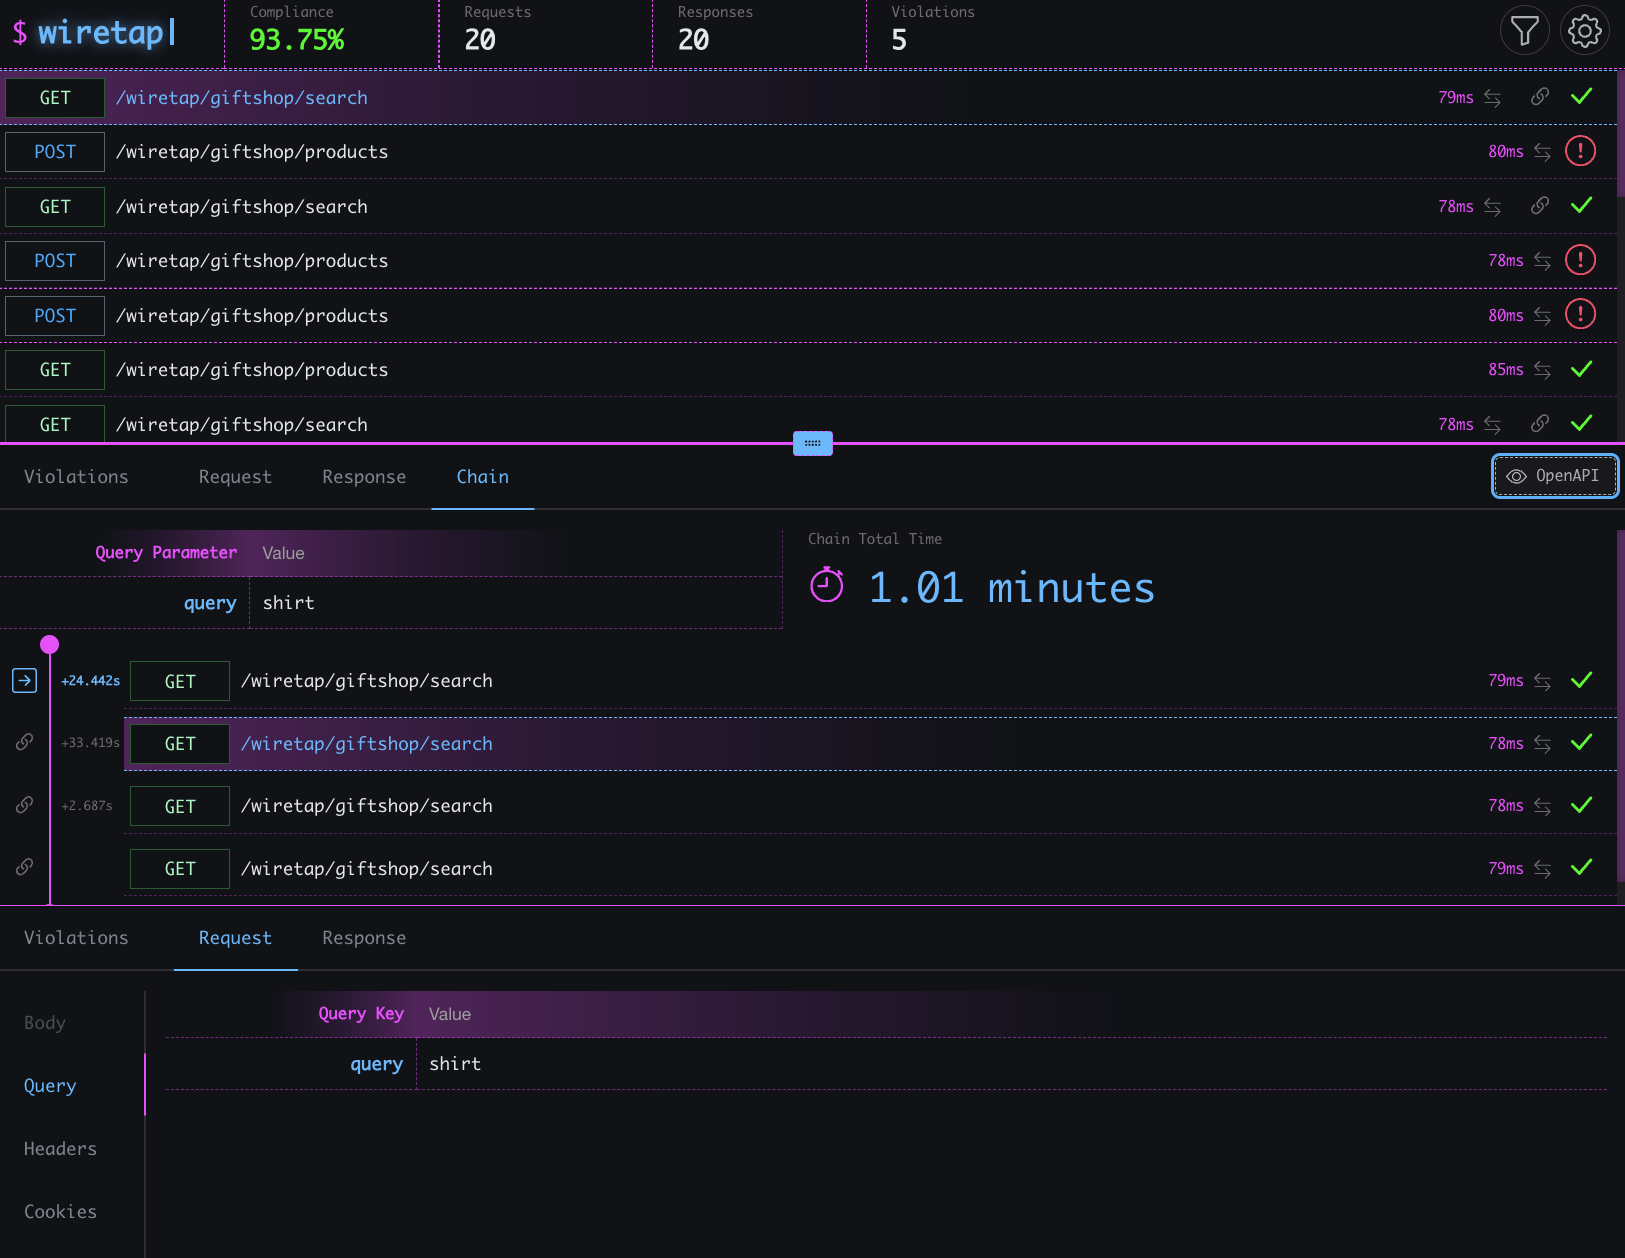 $ wiretap
Compliance
93.75%
Requests
20
Responses
20
Violations
5
GET /wiretap/giftshop/search 79ms
POST /wiretap/giftshop/products 80ms
GET /wiretap/giftshop/search 78ms
POST /wiretap/giftshop/products 78ms
POST /wiretap/giftshop/products 80ms
GET /wiretap/giftshop/products 85ms
GET /wiretap/giftshop/search 78ms
Violations Request Response Chain OpenAPI
Query Parameter Value
query shirt
Chain Total Time
1.01 minutes
+24.442s GET /wiretap/giftshop/search 79ms
+33.419s GET /wiretap/giftshop/search 78ms
+2.687s GET /wiretap/giftshop/search 78ms
GET /wiretap/giftshop/search 79ms
Violations Request Response
Body
Query
Headers
Cookies
Query Key Value
query shirt